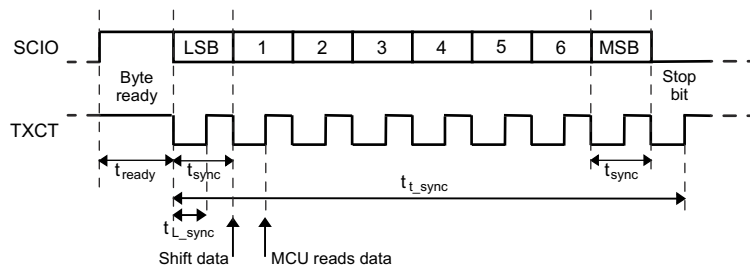 SCIO
LSB 1 2 3 4 5 6 MSB
Byte
ready
Stop
bit
TXCT
tready
tsync
tsync
tt_sync
tL_sync
Shift data
MCU reads data